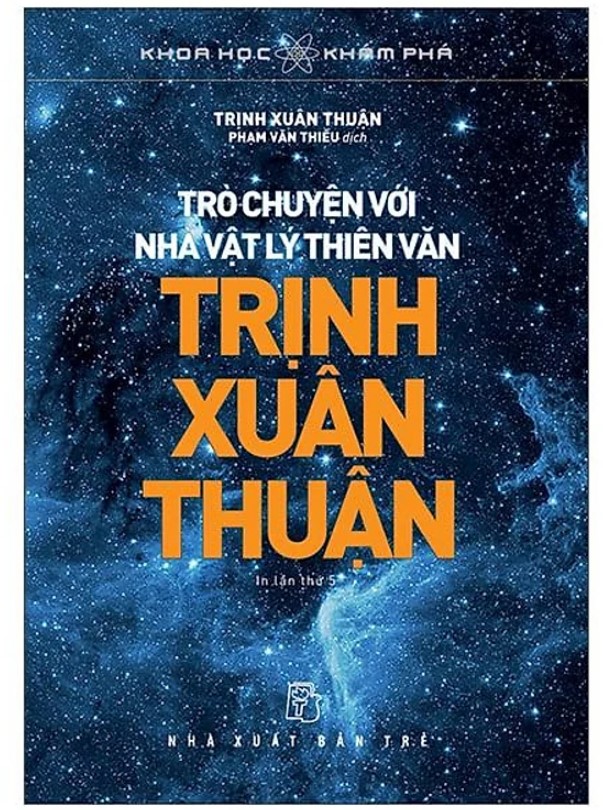 KHOA HỌC KHÁM PHÁ
TRỊNH XUÂN THUẬN
PHẠM VĂN THIỀU dịch
TRÒ CHUYỆN VỚI
NHÀ VẬT LÝ THIÊN VĂN
TRỊNH
XUÂN
THUẬN
In lần thứ 5
NHÀ XUẤT BẢN TRẺ